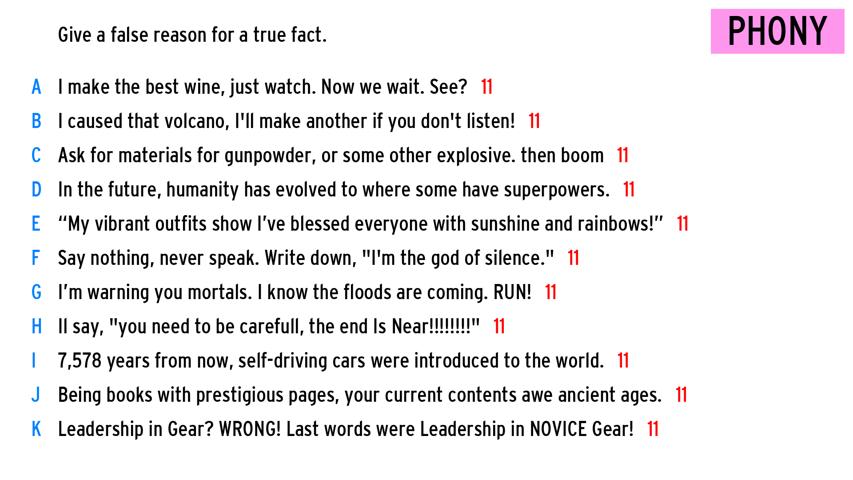 Give a false reason for a true fact.
PHONY
A I make the best wine, just watch. Now we wait. See? 11
B I caused that volcano, I'll make another if you don't listen! 11
C Ask for materials for gunpowder, or some other explosive. then boom 11
D In the future, humanity has evolved to where some have superpowers. 11
E “My vibrant outfits show I’ve blessed everyone with sunshine and rainbows!” 11
F Say nothing, never speak. Write down, "I'm the god of silence." 11
G I’m warning you mortals. I know the floods are coming. RUN! 11
H Il say, "you need to be carefull, the end Is Near!!!!!!!!" 11
I 7,578 years from now, self-driving cars were introduced to the world. 11
J Being books with prestigious pages, your current contents awe ancient ages. 11
K Leadership in Gear? WRONG! Last words were Leadership in NOVICE Gear! 11